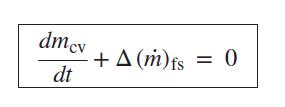 dm_cv/dt + Δ(ṁ)_fs = 0